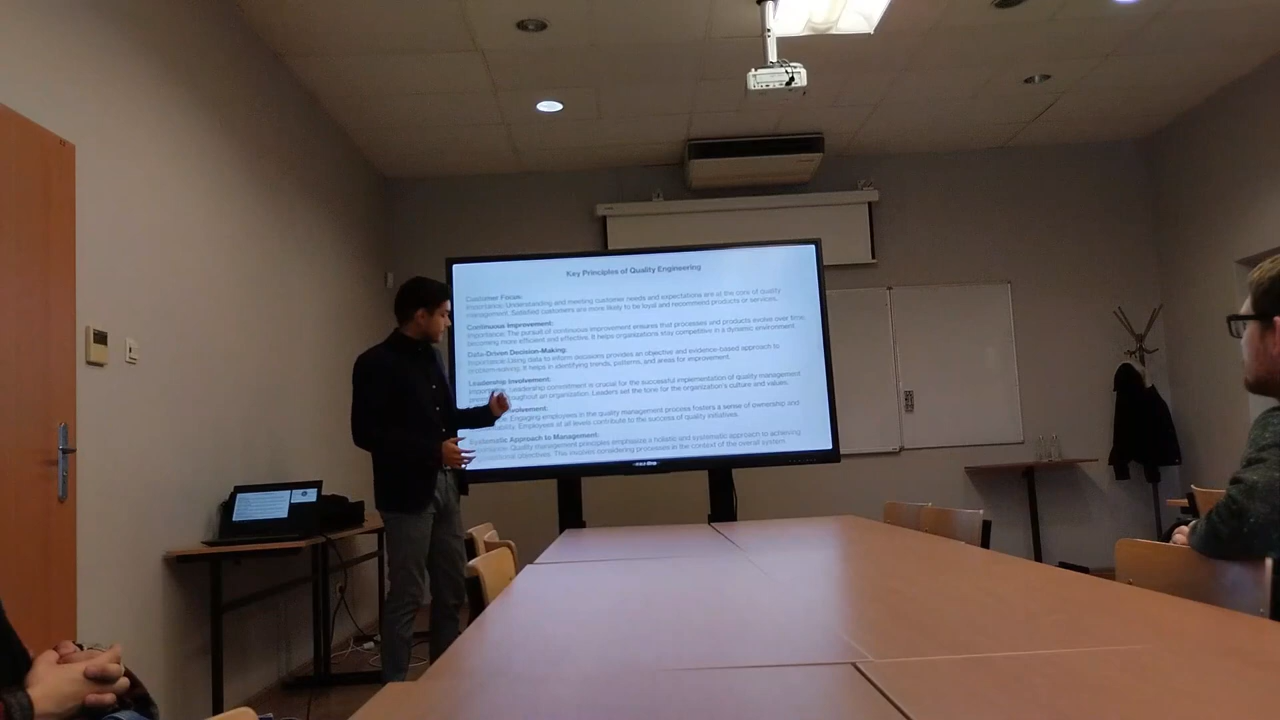 Key Principles of Quality Engineering
Customer Focus:
Importance: Understanding and meeting customer needs and expectations are at the core of quality
management. Satisfied customers are more likely to be loyal and recommend products or services.
Continuous Improvement:
Importance: The pursuit of continuous improvement ensures that processes and products evolve over time,
becoming more efficient and effective. It helps organizations stay competitive in a dynamic environment.
Data-Driven Decision-Making:
Importance: Using data to inform decisions provides an objective and evidence-based approach to
problem-solving. It helps in identifying trends, patterns, and areas for improvement.
Leadership Involvement:
Importance: Leadership commitment is crucial for the successful implementation of quality management
throughout an organization. Leaders set the tone for the organization's culture and values.
Involvement:
Engaging employees in the quality management process fosters a sense of ownership and
Employees at all levels contribute to the success of quality initiatives.
Systematic Approach to Management:
Quality management principles emphasize a holistic and systematic approach to achieving
objectives. This involves considering processes in the context of the overall system.